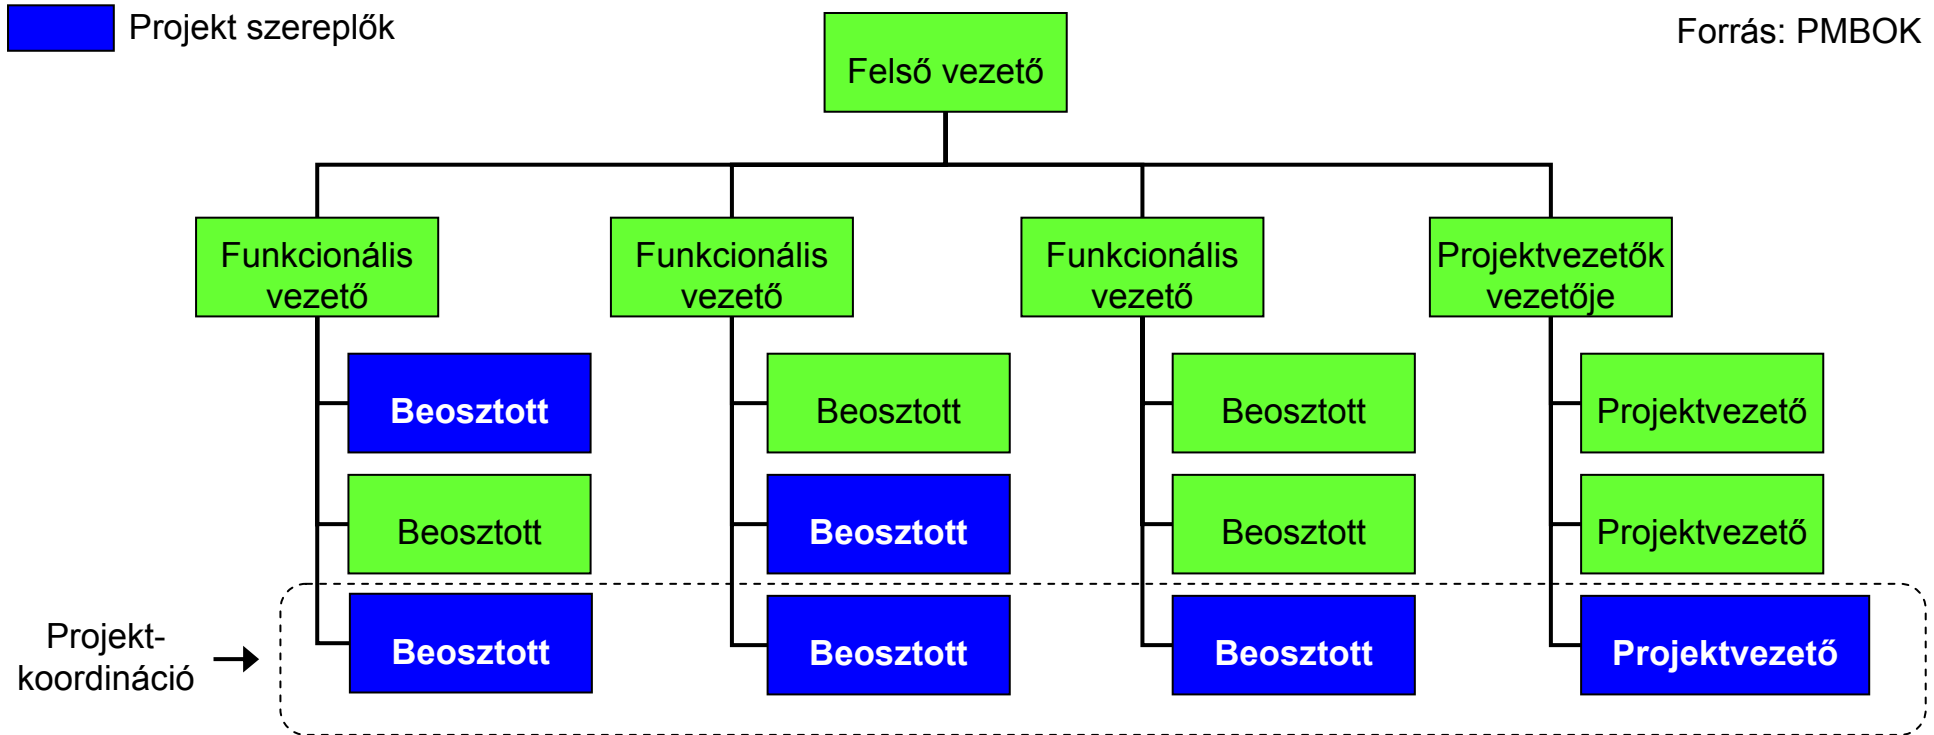 Projekt szereplők
Forrás: PMBOK
Felső vezető
Funkcionális
vezető
Funkcionális
vezető
Funkcionális
vezető
Projektvezetők
vezetője
Beosztott
Beosztott
Beosztott
Projektvezető
Beosztott
Beosztott
Beosztott
Projektvezető
Projekt-
koordináció
Beosztott
Beosztott
Beosztott
Projektvezető